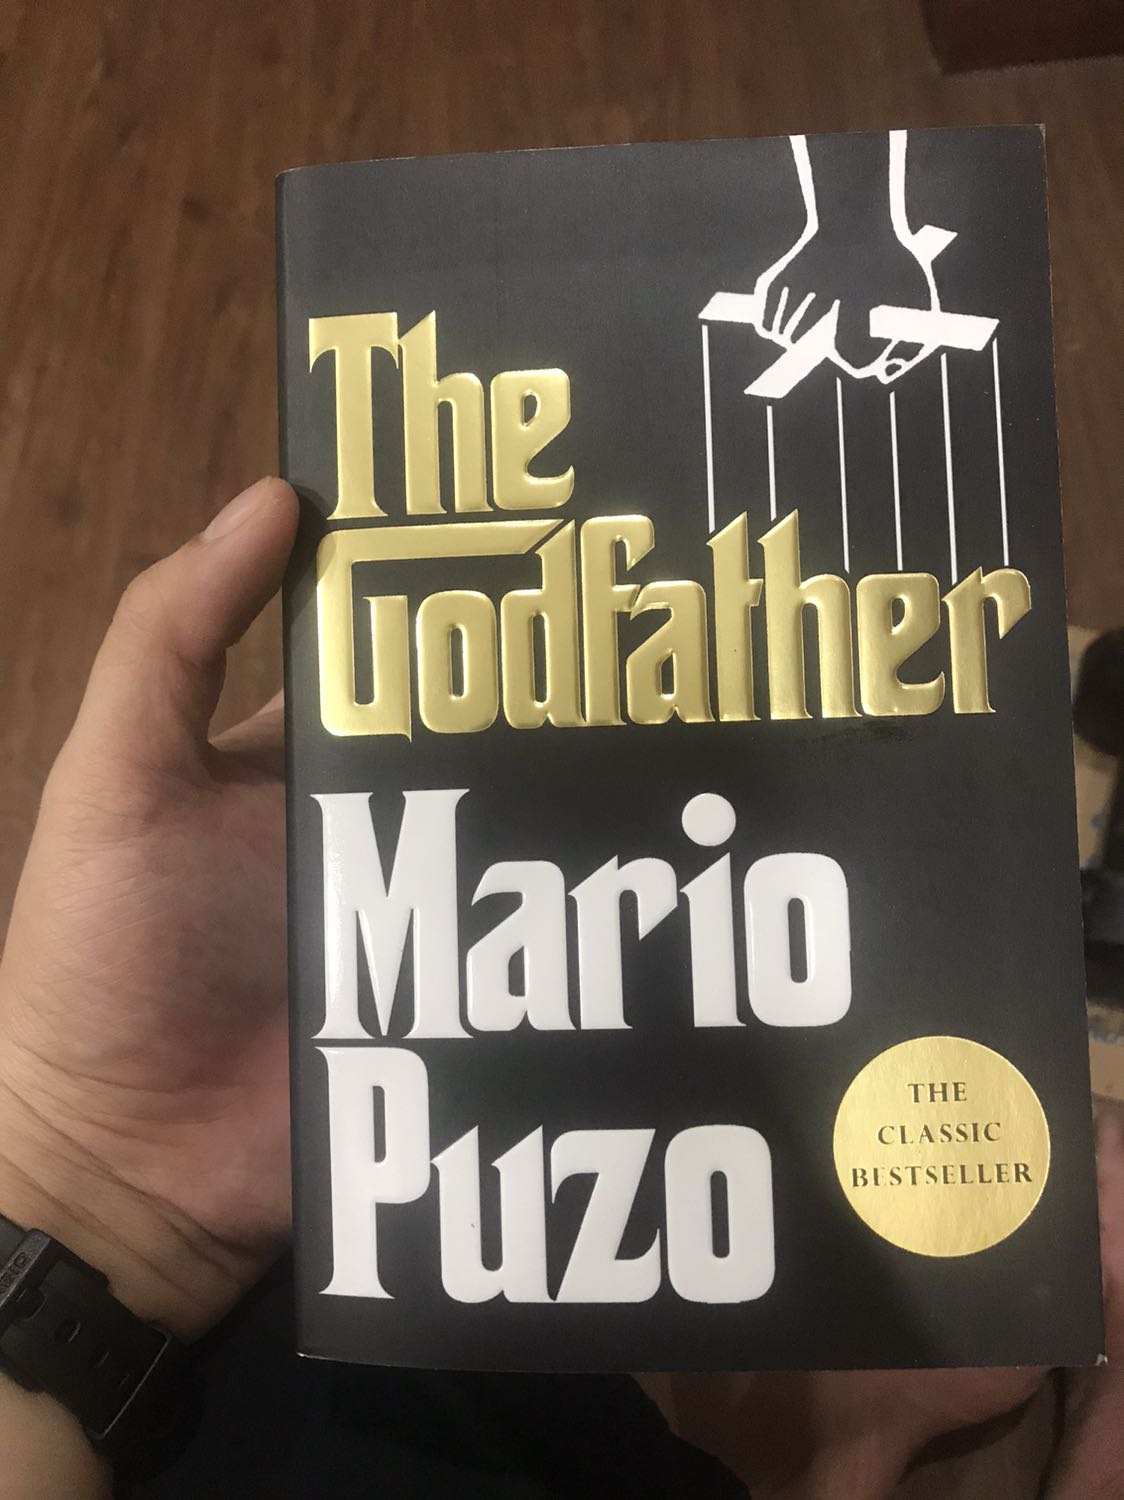 The
Godfather
Mario
Puzo
THE
CLASSIC
BESTSELLER